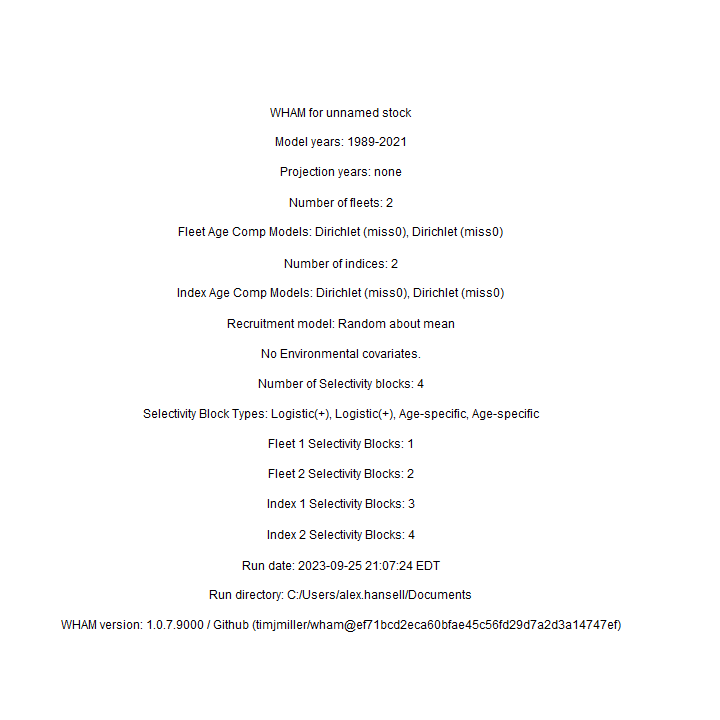 WHAM for unnamed stock
Model years: 1989-2021
Projection years: none
Number of fleets: 2
Fleet Age Comp Models: Dirichlet (miss0), Dirichlet (miss0)
Number of indices: 2
Index Age Comp Models: Dirichlet (miss0), Dirichlet (miss0)
Recruitment model: Random about mean
No Environmental covariates.
Number of Selectivity blocks: 4
Selectivity Block Types: Logistic(+), Logistic(+), Age-specific, Age-specific
Fleet 1 Selectivity Blocks: 1
Fleet 2 Selectivity Blocks: 2
Index 1 Selectivity Blocks: 3
Index 2 Selectivity Blocks: 4
Run date: 2023-09-25 21:07:24 EDT
Run directory: C:/Users/alex.hansell/Documents
WHAM version: 1.0.7.9000 / Github (timjmiller/wham@ef71bcd2eca60bfae45c56fd29d7a2d3a14747ef)